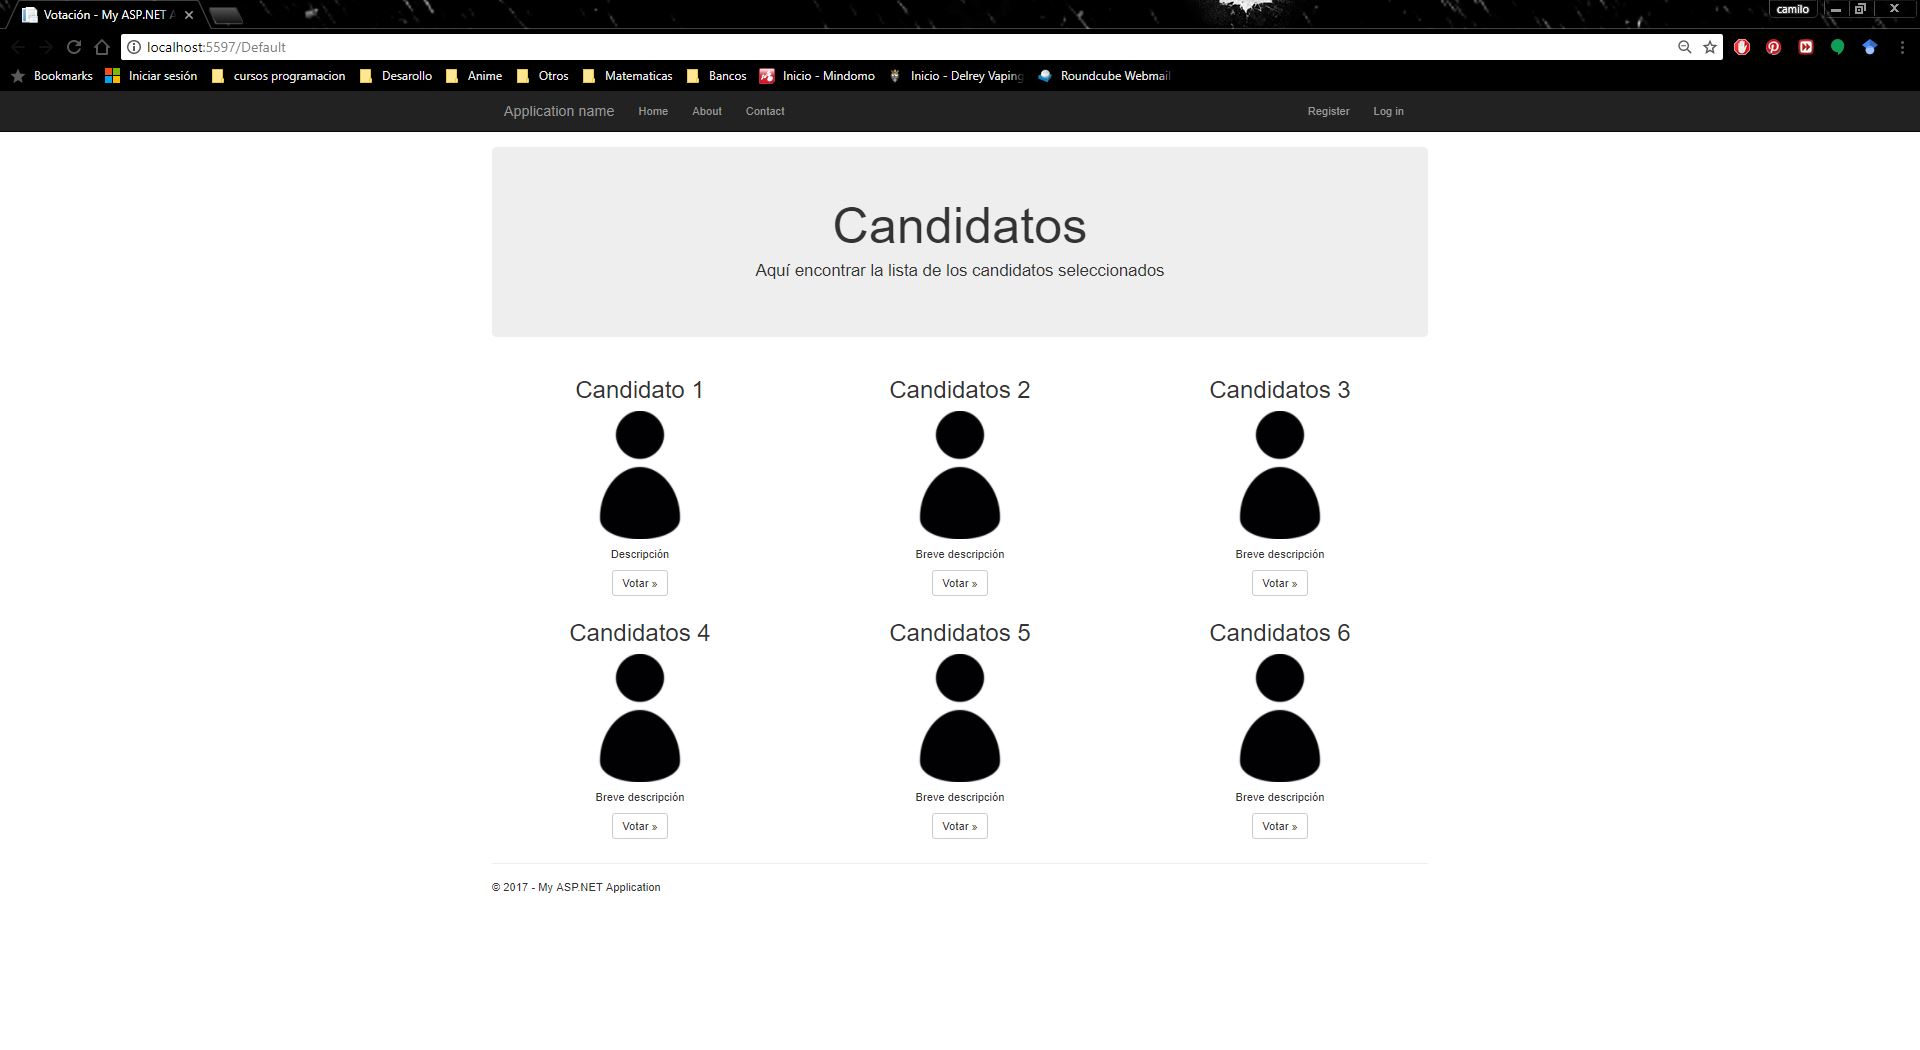 Votación - My ASP.NET A
camilo
localhost:5597/Default
Bookmarks Iniciar sesión cursos programacion Desarollo Anime Otros Matematicas Bancos Inicio - Mindomo Inicio - Delrey Vaping Roundcube Webmail
Application name Home About Contact Register Log in
Candidatos
Aquí encontrar la lista de los candidatos seleccionados
Candidato 1 Candidatos 2 Candidatos 3
Descripción Breve descripción Breve descripción
Votar » Votar » Votar »
Candidatos 4 Candidatos 5 Candidatos 6
Breve descripción Breve descripción Breve descripción
Votar » Votar » Votar »
© 2017 - My ASP.NET Application